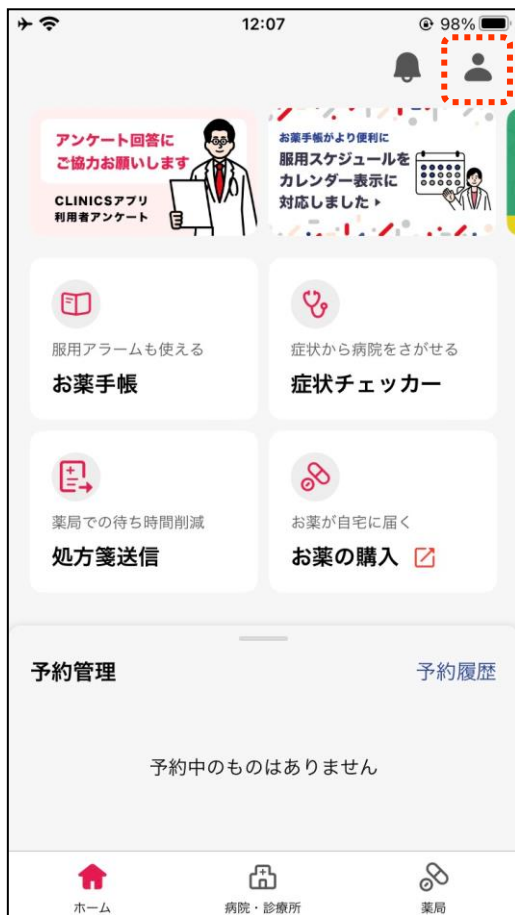 12:07
98%
アンケート回答に
ご協力お願いします
CLINICSアプリ
利用者アンケート
お薬手帳がより便利に
服用スケジュールを
カレンダー表示に
対応しました
服用アラームも使える
お薬手帳
症状から病院をさがせる
症状チェッカー
薬局での待ち時間削減
処方箋送信
お薬が自宅に届く
お薬の購入
予約管理
予約履歴
予約中のものはありません
ホーム
病院・診療所
薬局